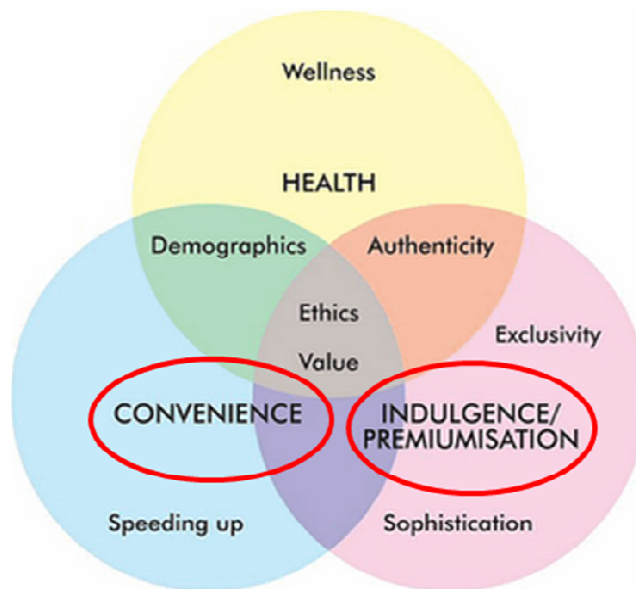 Wellness
HEALTH
Demographics
Authenticity
Ethics
Value
Exclusivity
CONVENIENCE
INDULGENCE/
PREMIUMISATION
Speeding up
Sophistication